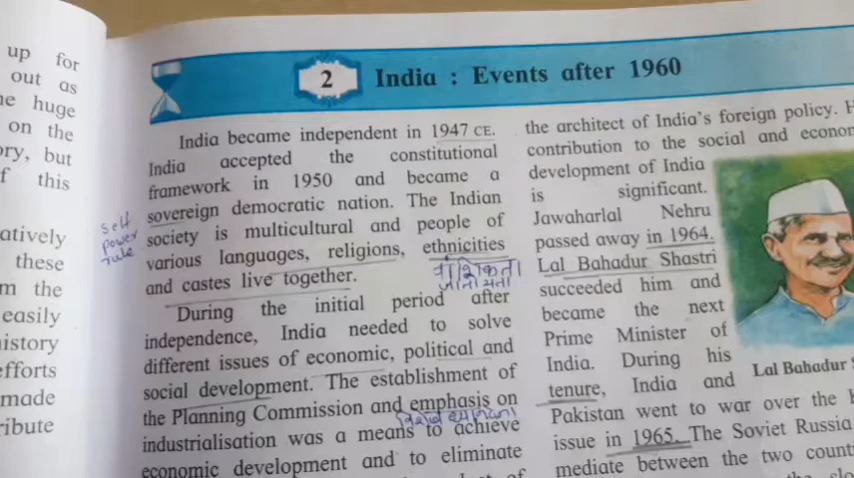 up for
out as
huge
on the
ory, but
f this
atively
these
m the
easily
istory
efforts
made
ribute
2 India : Events after 1960
India became independent in 1947 CE.
India accepted the constitutional
framework in 1950 and became a
sovereign democratic nation. The Indian
society is multicultural and people of
various languages, religions, ethnicities
and castes live together.
self
power
rule
During the initial period after
independence, India needed to solve
different issues of economic, political and
social development. The establishment of
the Planning Commission and emphasis on
industrialisation was a means to achieve
economic development and to eliminate
of
the architect of India's foreign policy. H
contribution to the social and econom
development of India
is significant.
Jawaharlal Nehru
passed away in 1964.
Lal Bahadur Shastri
succeeded him and
became the next
Prime Minister of
India. During his
tenure, India and
Pakistan went to war over the K
issue in 1965. The Soviet Russia
mediate between the two count
Lal Bahadur S